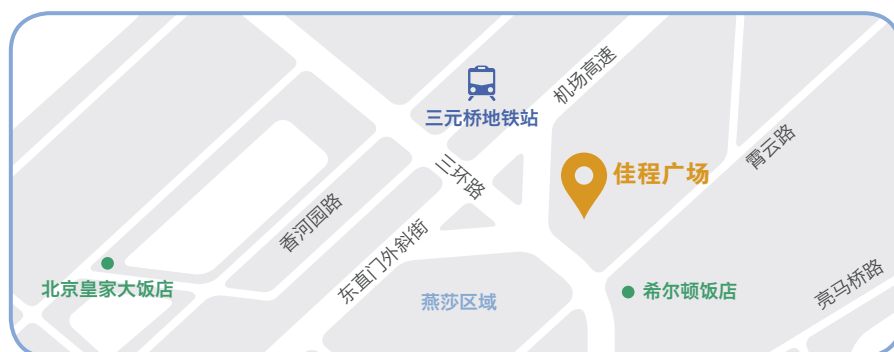 机场高速
三元桥地铁站
霄云路
三环路
佳程广场
香河园路
东直门外斜街
北京皇家大饭店
燕莎区域
希尔顿饭店
亮马桥路